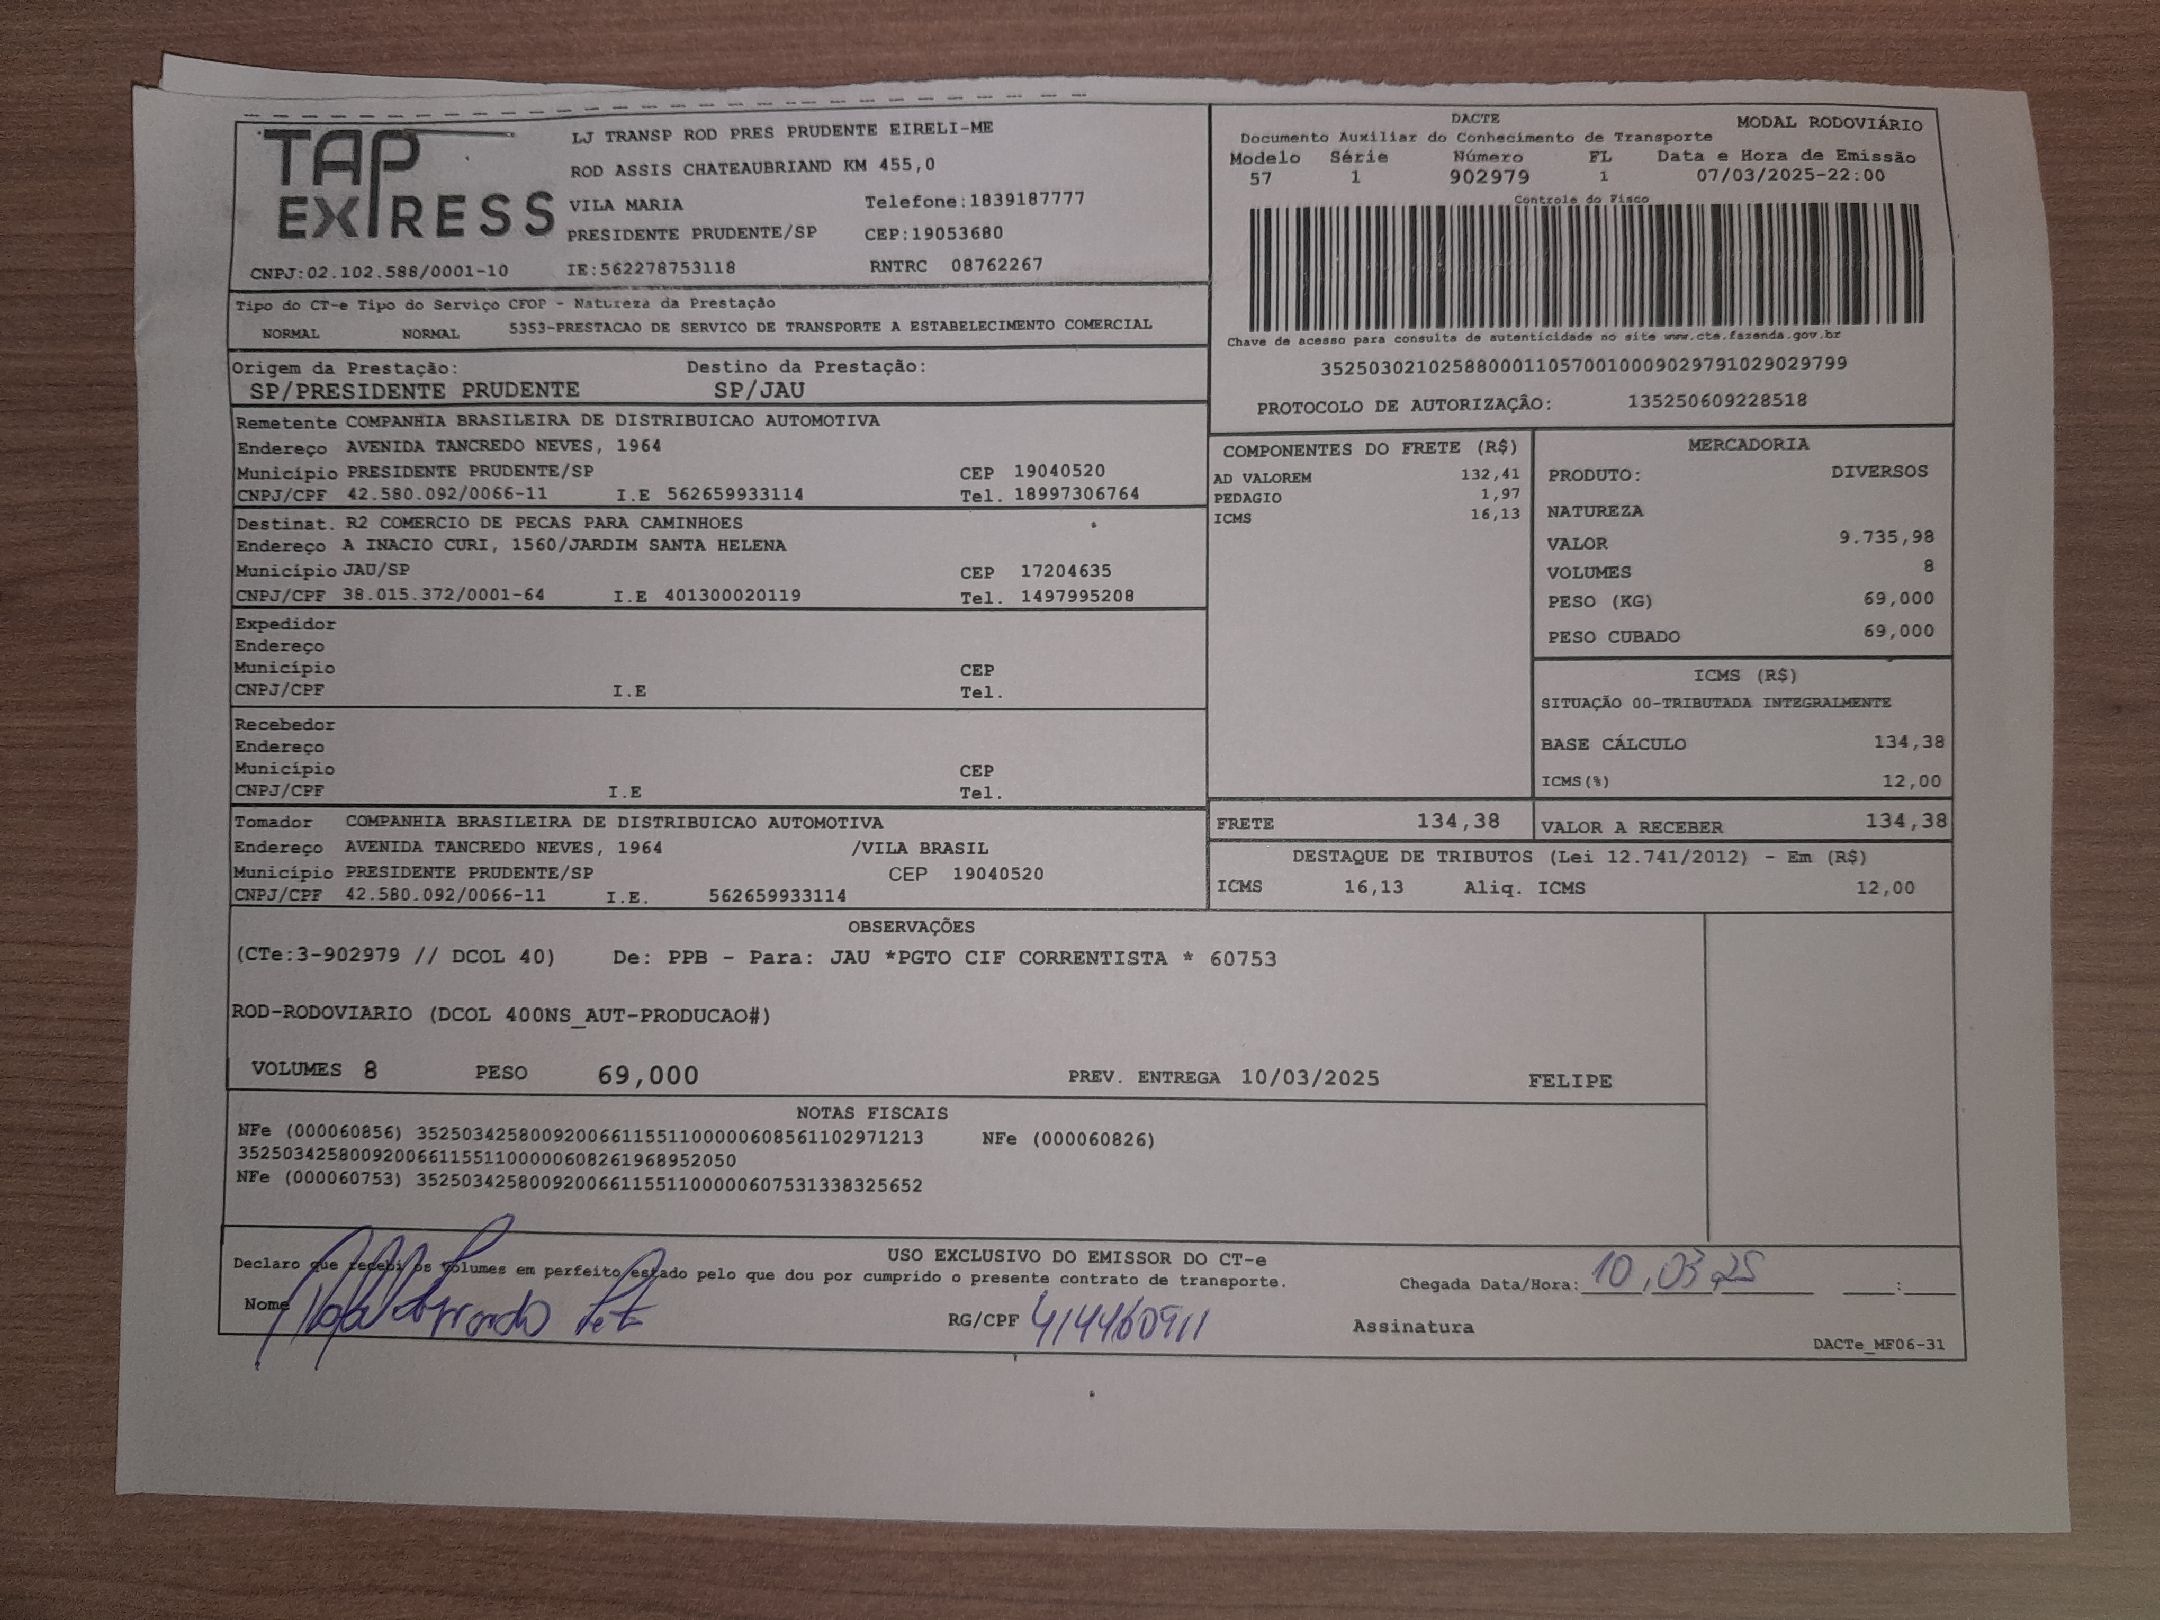 TAP EXPRESS
LJ TRANSP ROD PRES PRUDENTE EIRELI-ME
ROD ASSIS CHATEAUBRIAND KM 455,0
VILA MARIA Telefone:1839187777
PRESIDENTE PRUDENTE/SP CEP:19053680
CNPJ:02.102.588/0001-10 IE:562278753118 RNTRC 08762267
DACTE
Documento Auxiliar do Conhecimento de Transporte MODAL RODOVIÁRIO
Modelo Série Número FL Data e Hora de Emissão
57 1 902979 1 07/03/2025-22:00
Controle do Fisco
Chave de acesso para consulta de autenticidade no site www.cte.fazenda.gov.br
35250302102588000110570010009029791029029799
PROTOCOLO DE AUTORIZAÇÃO: 135250609228518
Tipo do CT-e Tipo do Serviço CFOP - Natureza da Prestação
NORMAL NORMAL 5353-PRESTACAO DE SERVICO DE TRANSPORTE A ESTABELECIMENTO COMERCIAL
Origem da Prestação: Destino da Prestação:
SP/PRESIDENTE PRUDENTE SP/JAU
Remetente COMPANHIA BRASILEIRA DE DISTRIBUICAO AUTOMOTIVA
Endereço AVENIDA TANCREDO NEVES, 1964
Município PRESIDENTE PRUDENTE/SP CEP 19040520
CNPJ/CPF 42.580.092/0066-11 I.E 562659933114 Tel. 18997306764
Destinat. R2 COMERCIO DE PECAS PARA CAMINHOES
Endereço A INACIO CURI, 1560/JARDIM SANTA HELENA
Município JAU/SP CEP 17204635
CNPJ/CPF 38.015.372/0001-64 I.E 401300020119 Tel. 1497995208
Expedidor
Endereço
Município CEP
CNPJ/CPF I.E Tel.
Recebedor
Endereço
Município CEP
CNPJ/CPF I.E Tel.
Tomador COMPANHIA BRASILEIRA DE DISTRIBUICAO AUTOMOTIVA
Endereço AVENIDA TANCREDO NEVES, 1964 /VILA BRASIL
Município PRESIDENTE PRUDENTE/SP CEP 19040520
CNPJ/CPF 42.580.092/0066-11 I.E. 562659933114
COMPONENTES DO FRETE (R$)
AD VALOREM 132,41
PEDAGIO 1,97
ICMS 16,13
MERCADORIA
PRODUTO: DIVERSOS
NATUREZA
VALOR 9.735,98
VOLUMES 8
PESO (KG) 69,000
PESO CUBADO 69,000
ICMS (R$)
SITUAÇÃO 00-TRIBUTADA INTEGRALMENTE
BASE CÁLCULO 134,38
ICMS(%) 12,00
FRETE 134,38 VALOR A RECEBER 134,38
DESTAQUE DE TRIBUTOS (Lei 12.741/2012) - Em (R$)
ICMS 16,13 Aliq. ICMS 12,00
OBSERVAÇÕES
(CTe:3-902979 // DCOL 40) De: PPB - Para: JAU *PGTO CIF CORRENTISTA * 60753
ROD-RODOVIARIO (DCOL 400NS_AUT-PRODUCAO#)
VOLUMES 8 PESO 69,000 PREV. ENTREGA 10/03/2025 FELIPE
NOTAS FISCAIS
NFe (000060856) 35250342580092006611551100000608561102971213 NFe (000060826)
35250342580092006611551100000608261968952050
NFe (000060753) 35250342580092006611551100000607531338325652
USO EXCLUSIVO DO EMISSOR DO CT-e
Declaro que recebi os volumes em perfeito estado pelo que dou por cumprido o presente contrato de transporte.
Chegada Data/Hora: 10,03,25 :
Nome RG/CPF Assinatura
DACTe_MF06-31